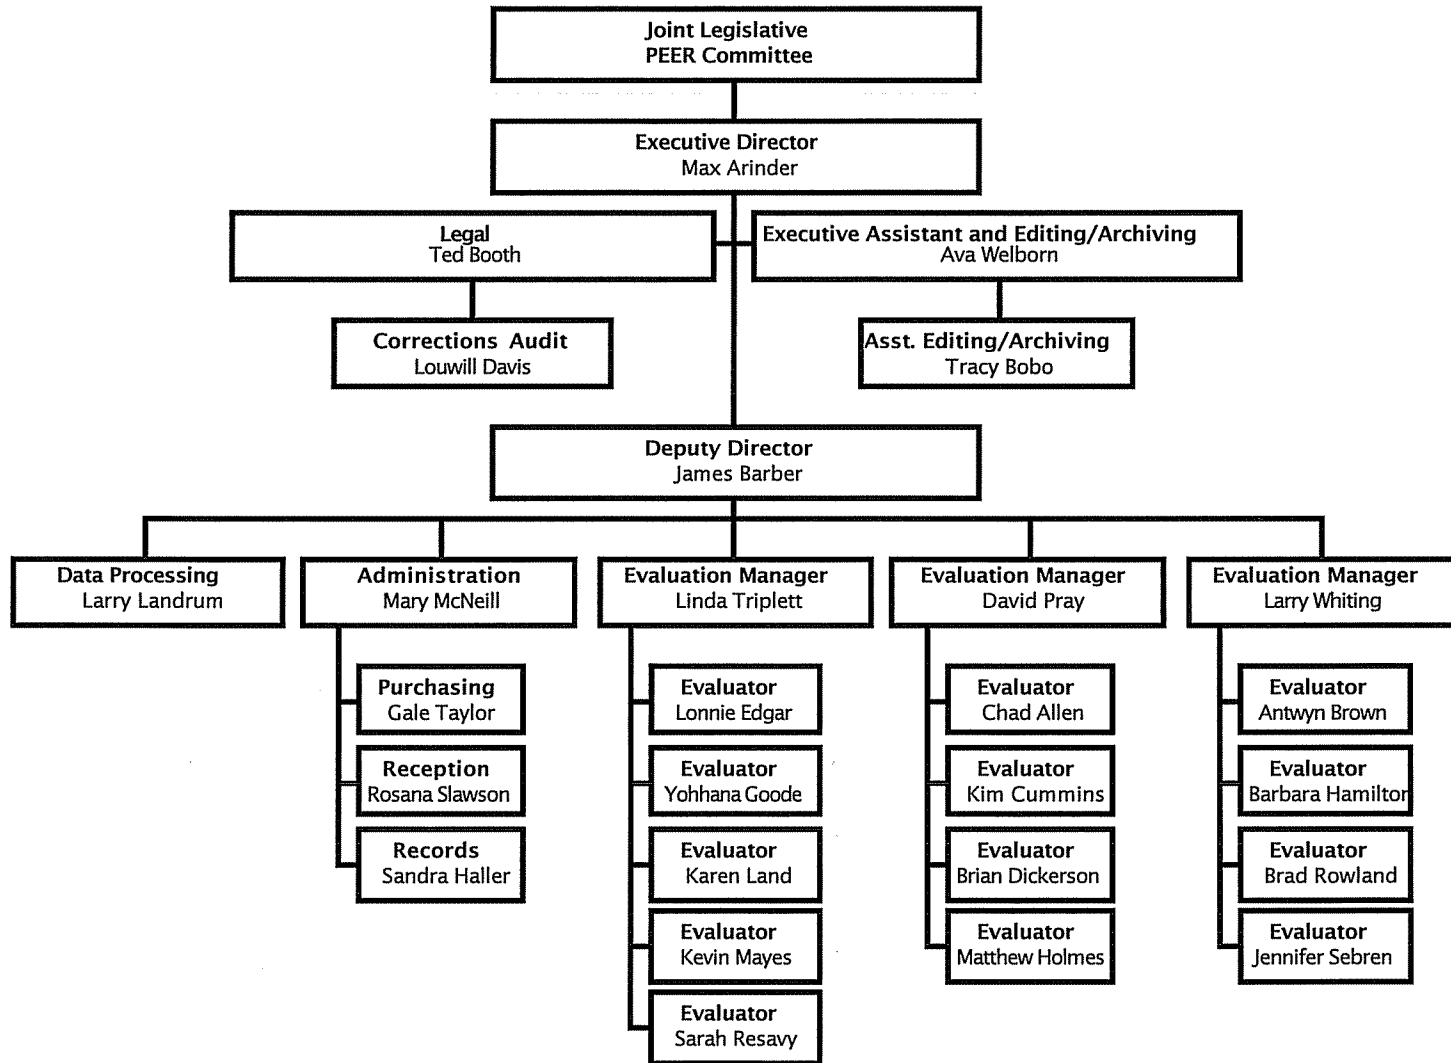 Joint Legislative
PEER Committee
Executive Director
Max Arinder
Legal
Ted Booth
Executive Assistant and Editing/Archiving
Ava Welborn
Corrections Audit
Louwill Davis
Asst. Editing/Archiving
Tracy Bobo
Deputy Director
James Barber
Data Processing
Larry Landrum
Administration
Mary McNeill
Purchasing
Gale Taylor
Reception
Rosana Slawson
Records
Sandra Haller
Evaluation Manager
Linda Triplett
Evaluator
Lonnie Edgar
Evaluator
Yohhana Goode
Evaluator
Karen Land
Evaluator
Kevin Mayes
Evaluator
Sarah Resavy
Evaluation Manager
David Pray
Evaluator
Chad Allen
Evaluator
Kim Cummins
Evaluator
Brian Dickerson
Evaluator
Matthew Holmes
Evaluation Manager
Larry Whiting
Evaluator
Antwyn Brown
Evaluator
Barbara Hamilton
Evaluator
Brad Rowland
Evaluator
Jennifer Sebren